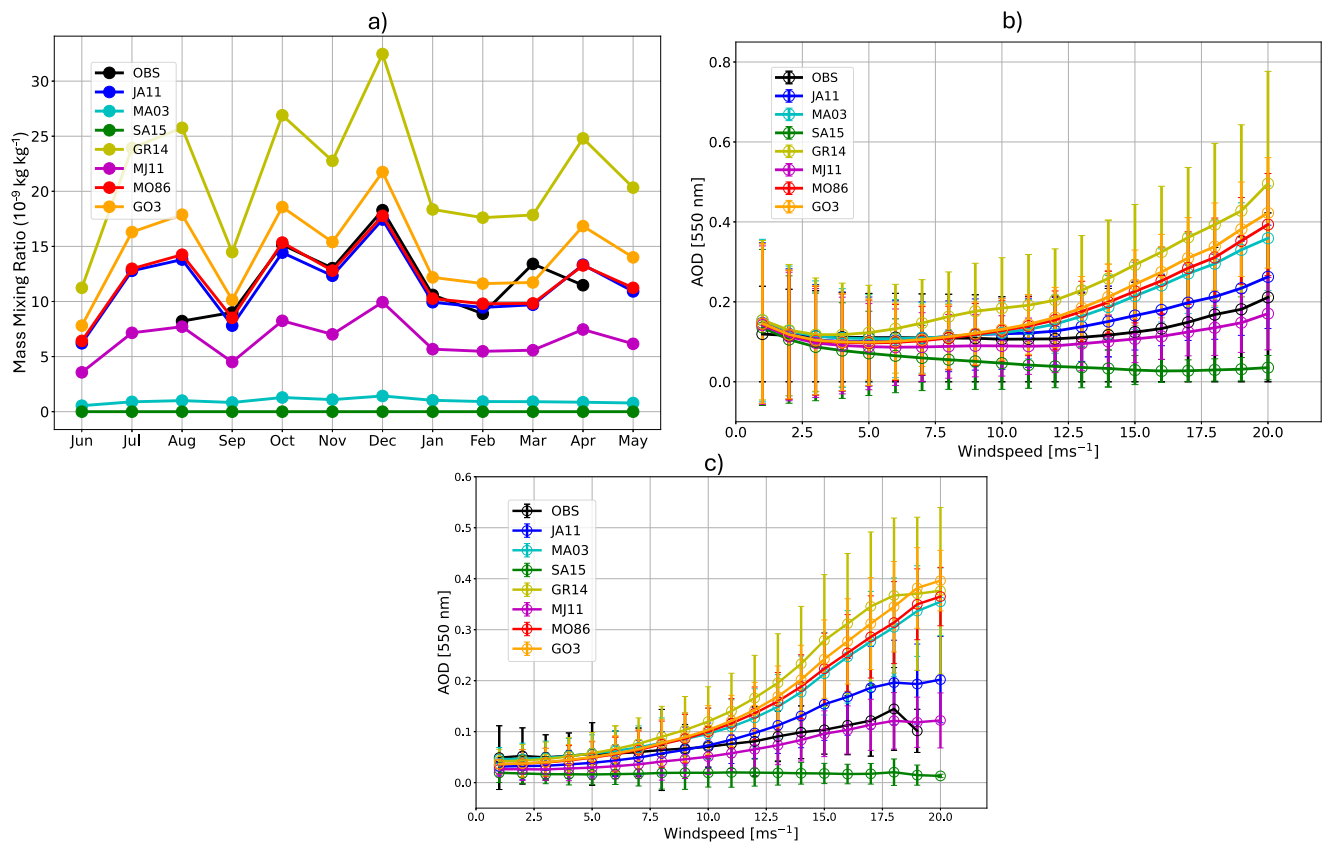 a)
Mass Mixing Ratio (10⁻⁹ kg kg⁻¹)
30
25
20
15
10
5
0
OBS
JA11
MA03
SA15
GR14
MJ11
MO86
GO3
Jun Jul Aug Sep Oct Nov Dec Jan Feb Mar Apr May
b)
AOD [550 nm]
0.8
0.6
0.4
0.2
0.0
OBS
JA11
MA03
SA15
GR14
MJ11
MO86
GO3
0.0 2.5 5.0 7.5 10.0 12.5 15.0 17.5 20.0
Windspeed [ms⁻¹]
c)
AOD [550 nm]
0.6
0.5
0.4
0.3
0.2
0.1
0.0
OBS
JA11
MA03
SA15
GR14
MJ11
MO86
GO3
0.0 2.5 5.0 7.5 10.0 12.5 15.0 17.5 20.0
Windspeed [ms⁻¹]